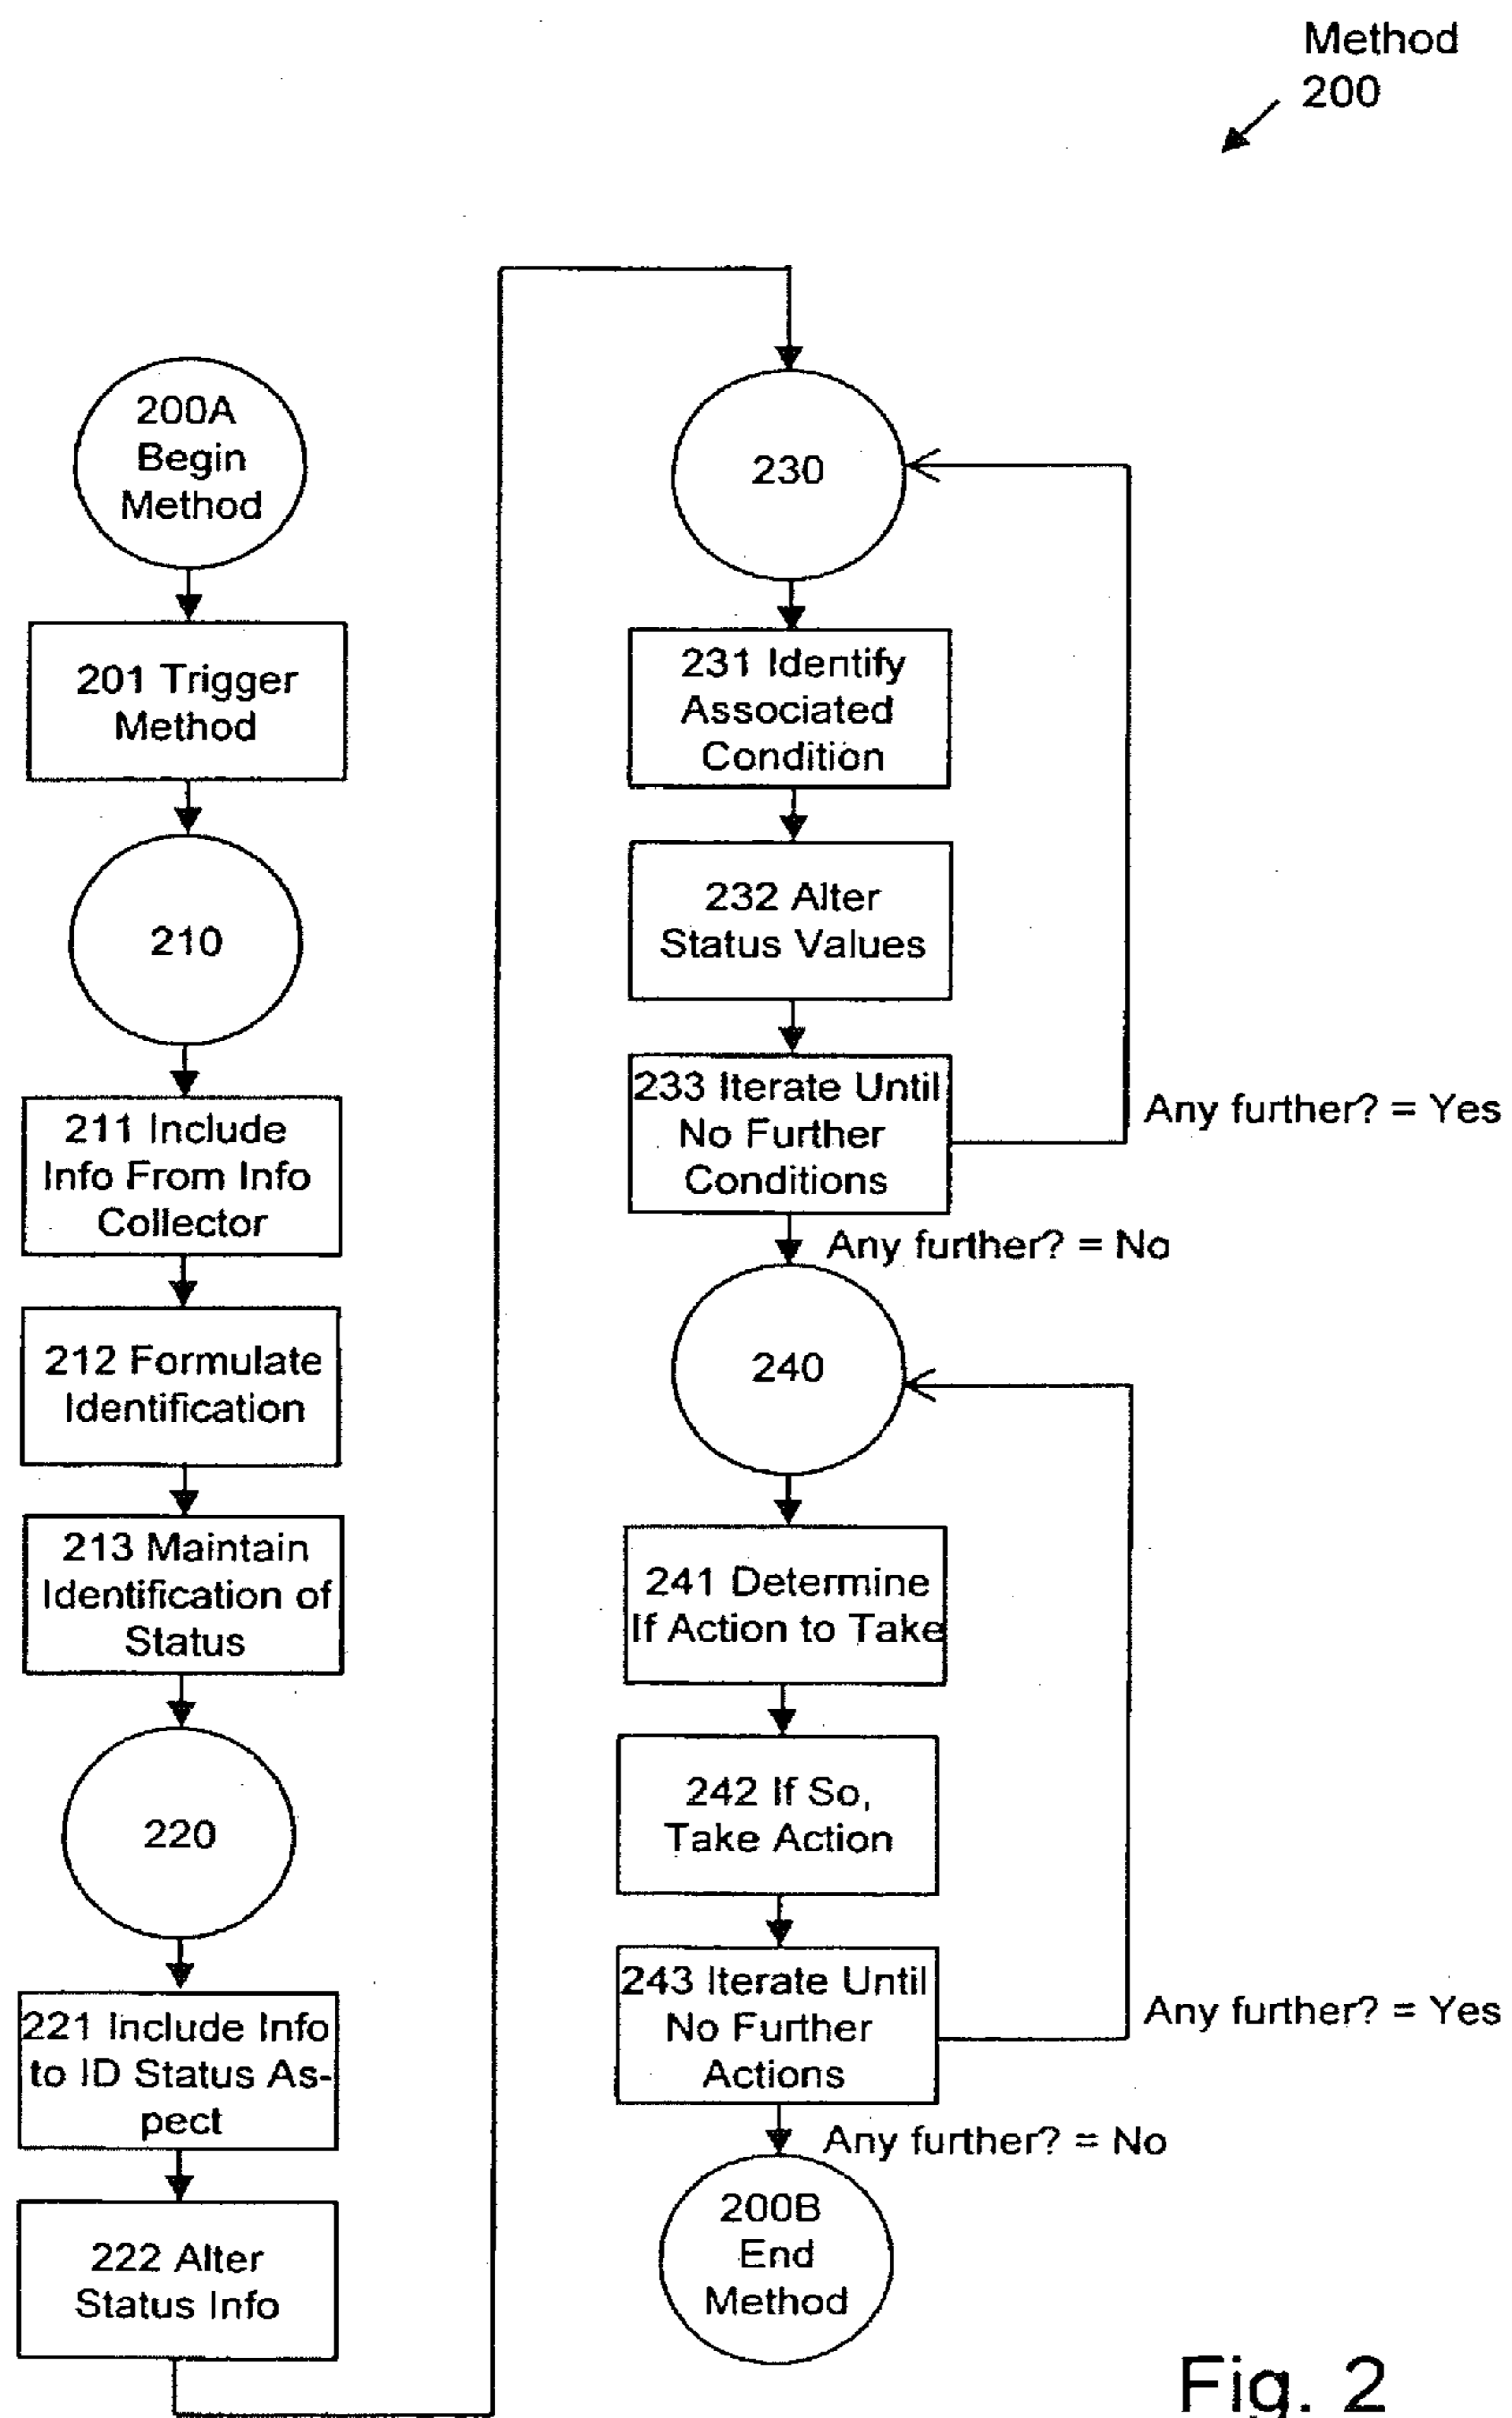 Method
200
200A
Begin
Method
201 Trigger
Method
210
211 Include
Info From Info
Collector
212 Formulate
Identification
213 Maintain
Identification of
Status
220
221 Include Info
to ID Status As-
pect
222 Alter
Status Info
230
231 Identify
Associated
Condition
232 Alter
Status Values
233 Iterate Until
No Further
Conditions
Any further? = Yes
Any further? = No
240
241 Determine
If Action to Take
242 If So,
Take Action
243 Iterate Until
No Further
Actions
Any further? = Yes
Any further? = No
200B
End
Method
Fig. 2